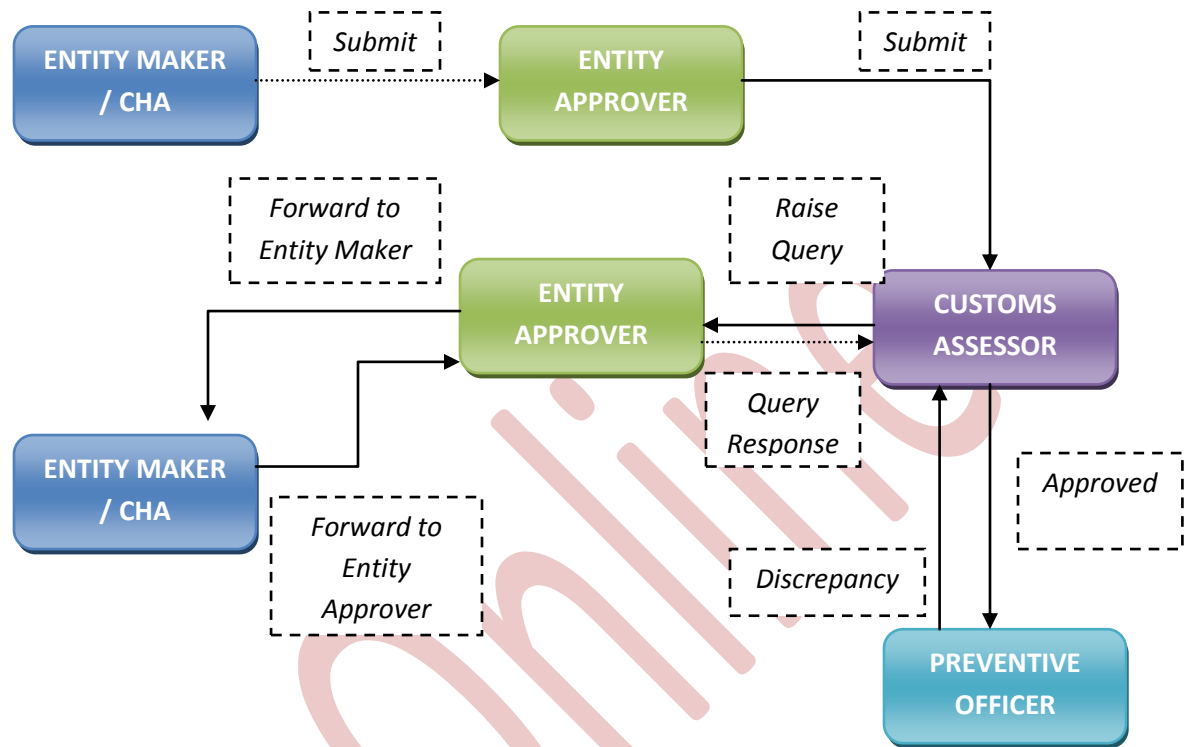 ENTITY MAKER
/ CHA
Submit
ENTITY
APPROVER
Submit
Forward to
Entity Maker
Raise
Query
ENTITY
APPROVER
CUSTOMS
ASSESSOR
Query
Response
ENTITY MAKER
/ CHA
Approved
Forward to
Entity
Approver
Discrepancy
PREVENTIVE
OFFICER
Online